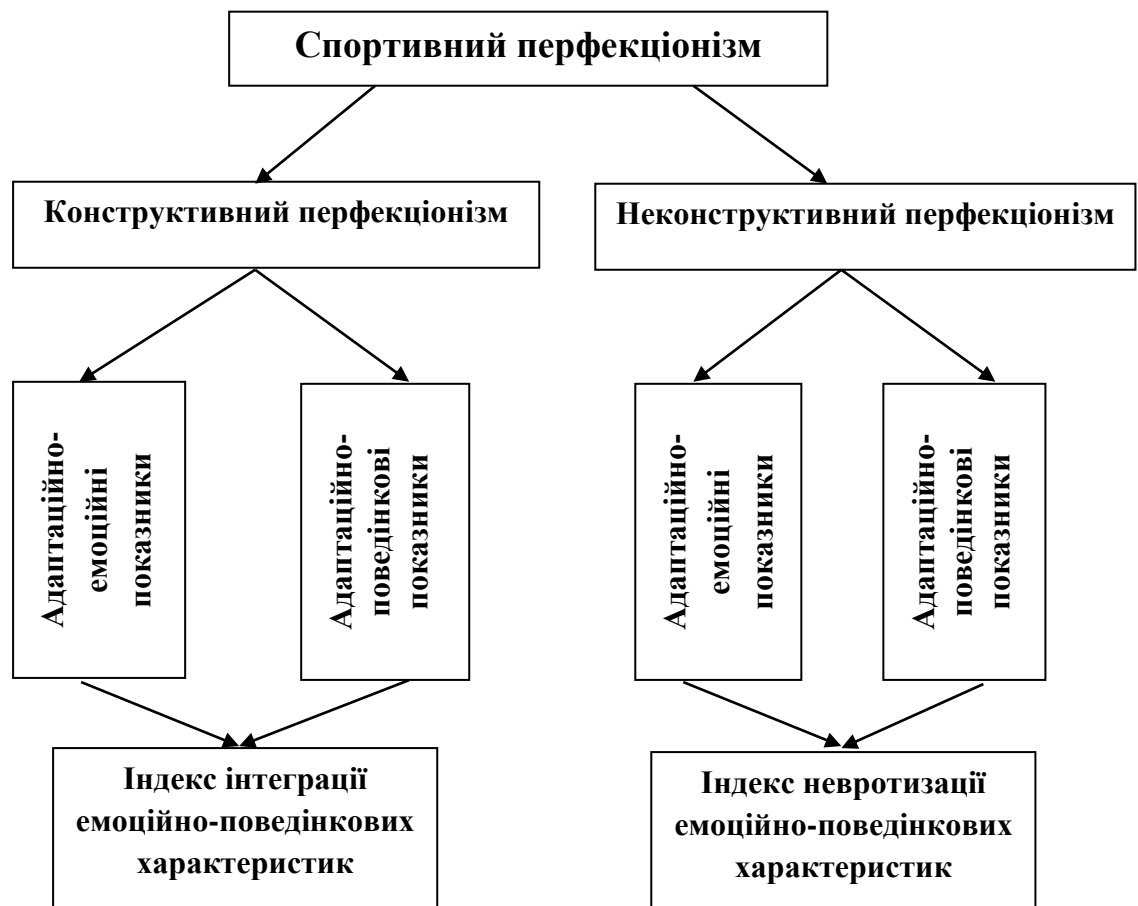 Спортивний перфекціонізм
Конструктивний перфекціонізм
Неконструктивний перфекціонізм
Адаптаційно-
емоційні
показники
Адаптаційно-
поведінкові
показники
Адаптаційно-
емоційні
показники
Адаптаційно-
поведінкові
показники
Індекс інтеграції
емоційно-поведінкових
характеристик
Індекс невротизації
емоційно-поведінкових
характеристик